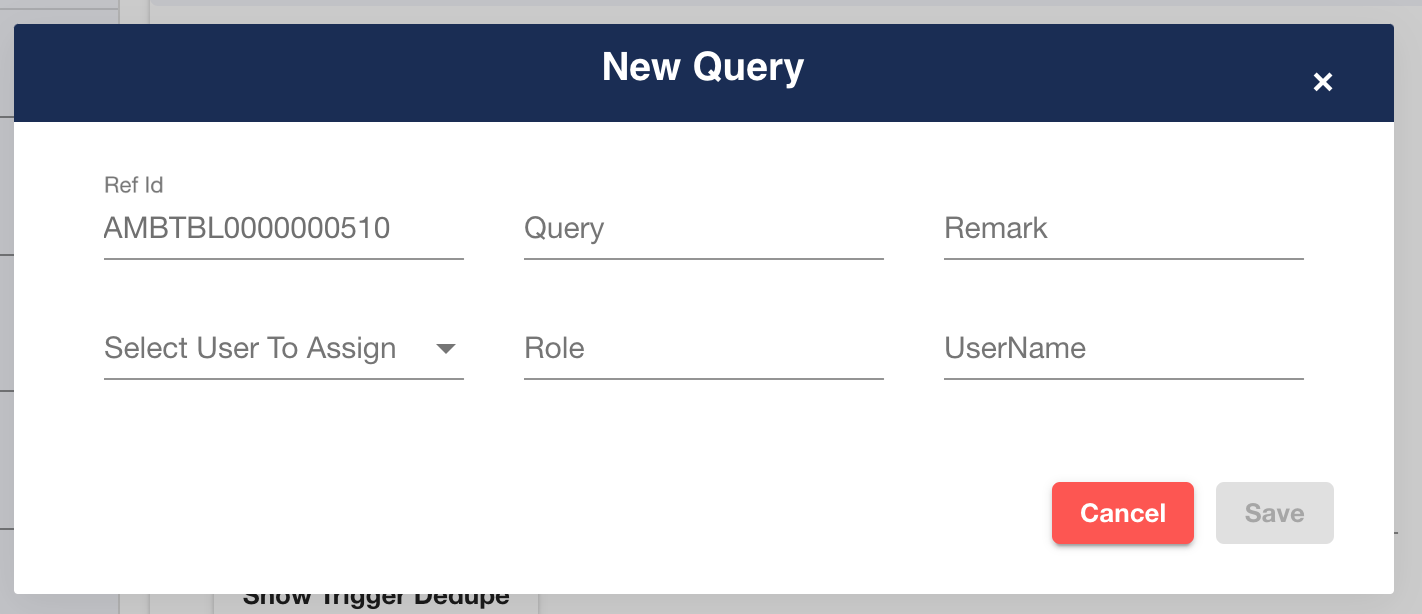 New Query
×
Ref Id
AMBTBL0000000510
Query
Remark
Select User To Assign
Role
UserName
Cancel
Save
Show Trigger Dedupe